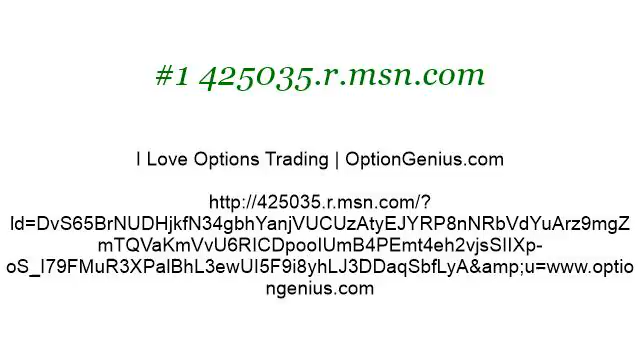 #1 425035.r.msn.com
I Love Options Trading | OptionGenius.com
http://425035.r.msn.com/?
ld=DvS65BrNUDHjkfN34gbhYanjVUCUzAtyEJYRP8nNRbVdYuArz9mgZ
mTQVaKmVvU6RICDpooIUmB4PEmt4eh2vjsSIIXp-
oS_I79FMuR3XPalBhL3ewUI5F9i8yhLJ3DDaqSbfLyA&amp;u=www.optio
ngenius.com